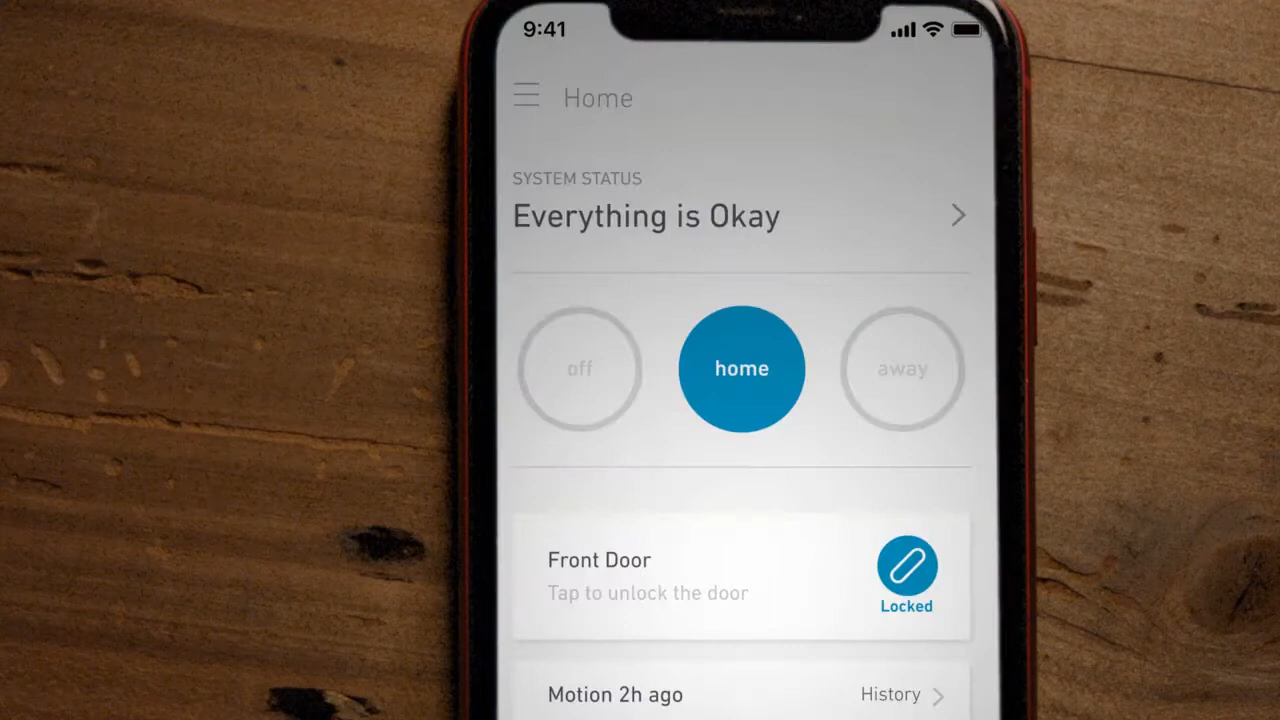 9:41
Home
SYSTEM STATUS
Everything is Okay
off
home
away
Front Door
Tap to unlock the door
Locked
Motion 2h ago
History